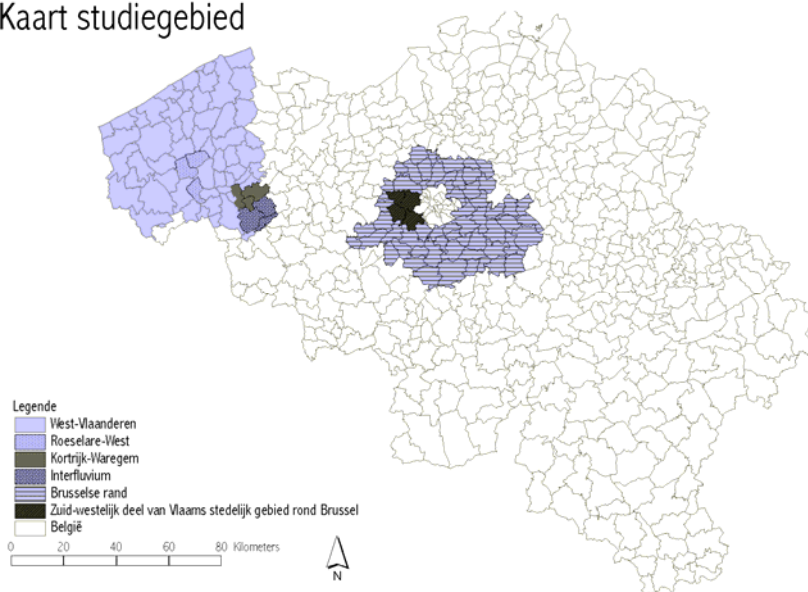 Kaart studiegebied
Legende
West-Vlaanderen
Roeselare-West
Kortrijk-Waregem
Interfluvium
Brusselse rand
Zuid-westelijk deel van Vlaams stedelijk gebied rond Brussel
België
0 20 40 60 80 Kilometers
N